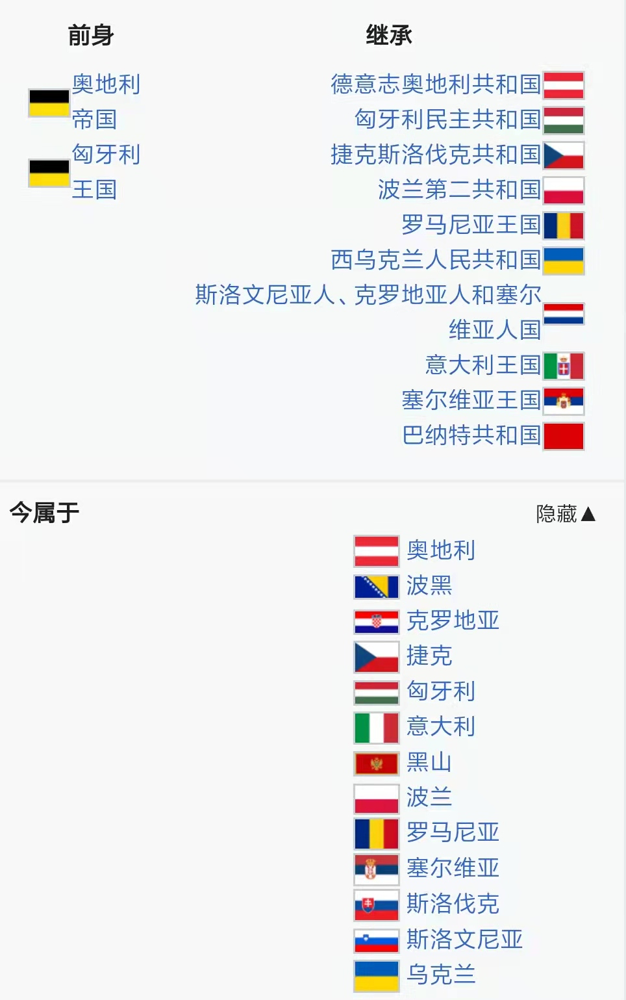 前身
继承
奥地利
帝国
匈牙利
王国
德意志奥地利共和国
匈牙利民主共和国
捷克斯洛伐克共和国
波兰第二共和国
罗马尼亚王国
西乌克兰人民共和国
斯洛文尼亚人、克罗地亚人和塞尔
维亚人国
意大利王国
塞尔维亚王国
巴纳特共和国
今属于
隐藏▲
奥地利
波黑
克罗地亚
捷克
匈牙利
意大利
黑山
波兰
罗马尼亚
塞尔维亚
斯洛伐克
斯洛文尼亚
乌克兰